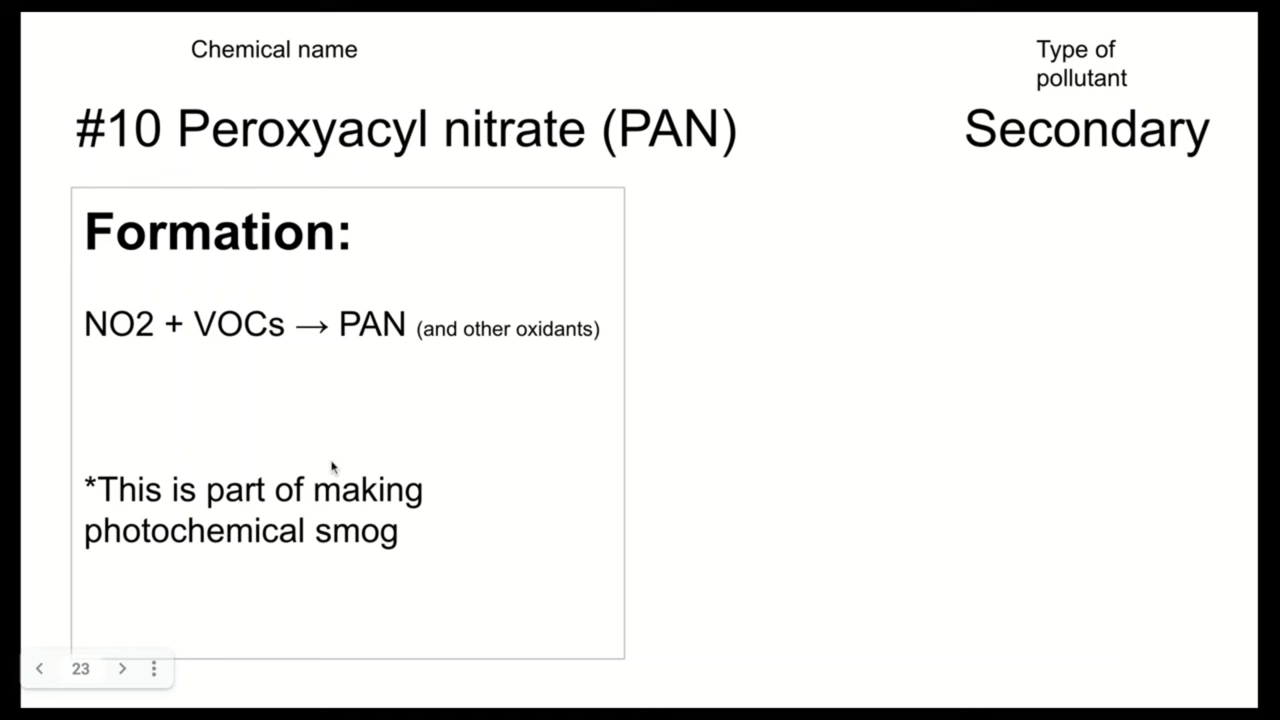 Chemical name
Type of
pollutant
#10 Peroxyacyl nitrate (PAN)
Secondary
Formation:
NO2 + VOCs → PAN (and other oxidants)
*This is part of making
photochemical smog
23